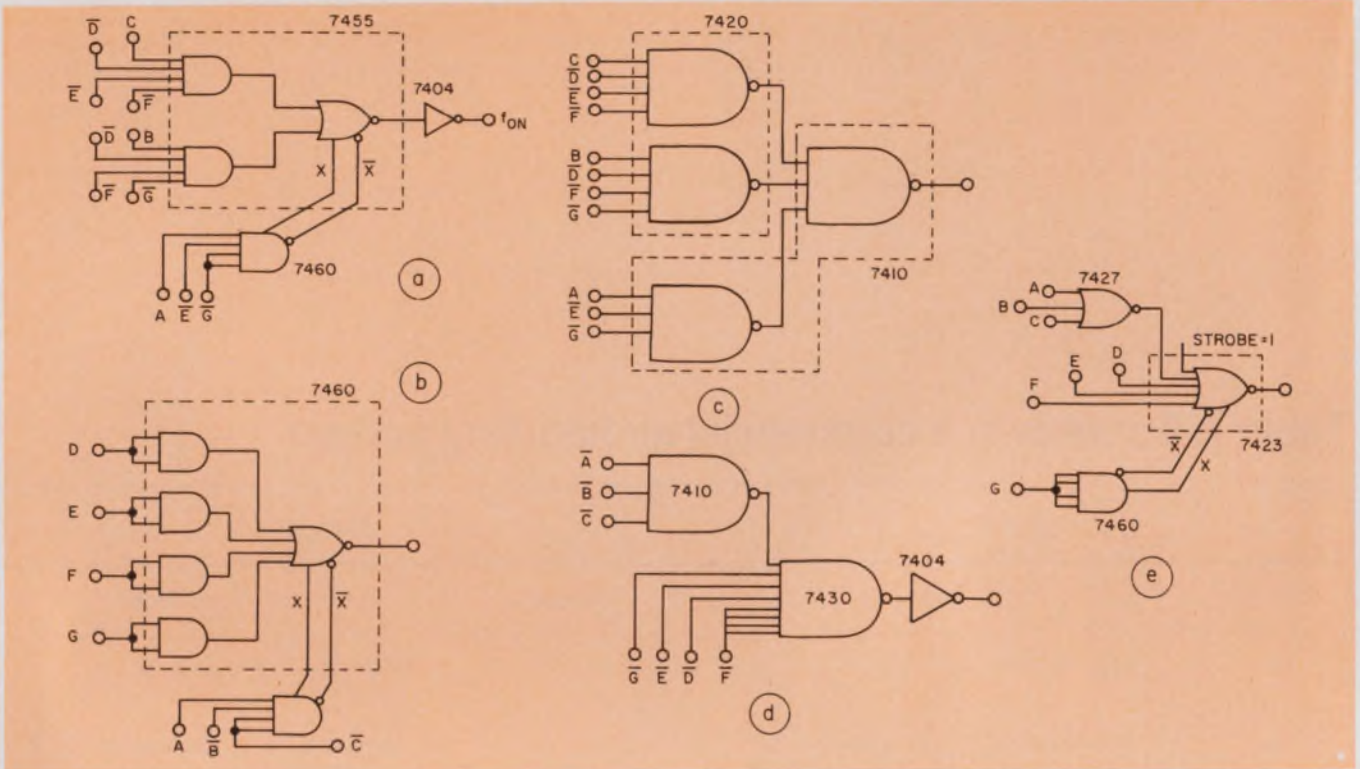 7455
D̅ C
E̅ F̅
7404
f_ON
D̅ B
F̅ G̅
X X̅
7460
A E̅ G̅
a
b
7460
D
E
F
G
X X̅
A B̅ C̅
7420
C
D̅
E̅
F̅
B
D̅
F̅
G̅
7410
A
E̅
G̅
c
A̅
B̅
C̅
7410
7404
7430
G̅ E̅ D̅ F̅
d
7427
A
B
C
STROBE=1
D
E
F
X̅ X
7423
G
7460
e